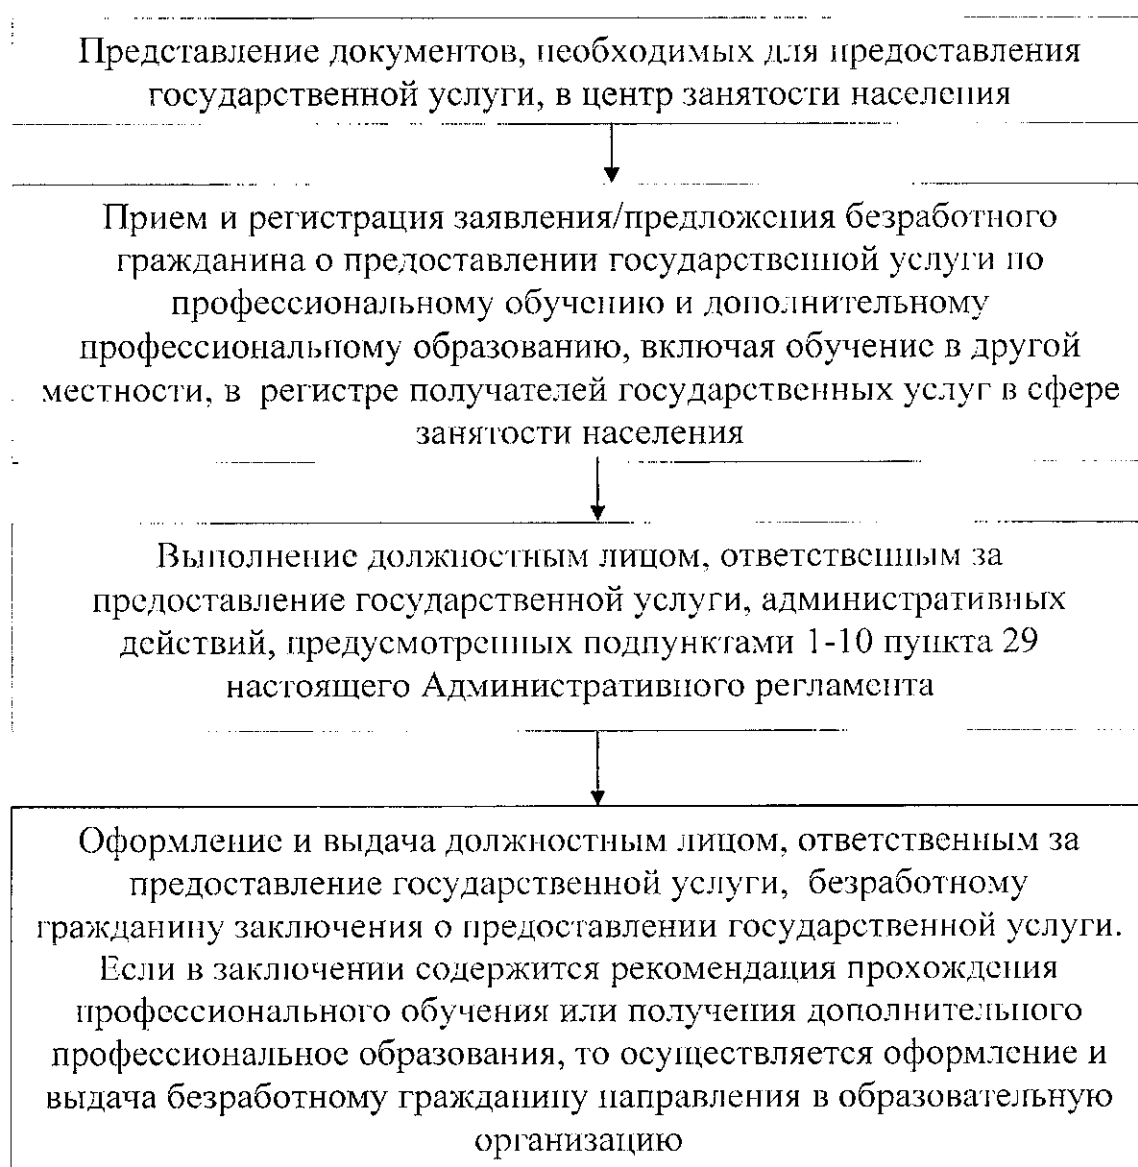 Представление документов, необходимых для предоставления
государственной услуги, в центр занятости населения
Прием и регистрация заявления/предложения безработного
гражданина о предоставлении государственной услуги по
профессиональному обучению и дополнительному
профессиональному образованию, включая обучение в другой
местности, в регистре получателей государственных услуг в сфере
занятости населения
Выполнение должностным лицом, ответственным за
предоставление государственной услуги, административных
действий, предусмотренных подпунктами 1-10 пункта 29
настоящего Административного регламента
Оформление и выдача должностным лицом, ответственным за
предоставление государственной услуги, безработному
гражданину заключения о предоставлении государственной услуги.
Если в заключении содержится рекомендация прохождения
профессионального обучения или получения дополнительного
профессиональное образования, то осуществляется оформление и
выдача безработному гражданину направления в образовательную
организацию